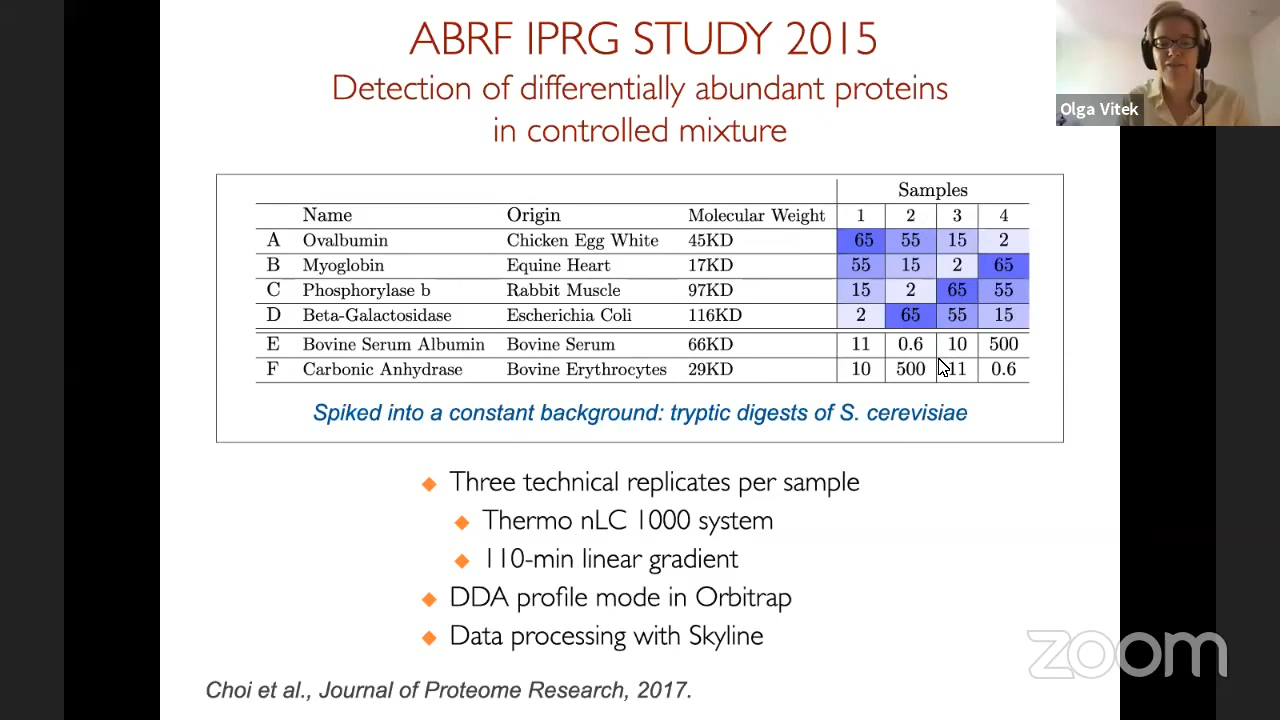 ABRF IPRG STUDY 2015
Detection of differentially abundant proteins
in controlled mixture
Olga Vitek
Samples
Name Origin Molecular Weight 1 2 3 4
A Ovalbumin Chicken Egg White 45KD 65 55 15 2
B Myoglobin Equine Heart 17KD 55 15 2 65
C Phosphorylase b Rabbit Muscle 97KD 15 2 65 55
D Beta-Galactosidase Escherichia Coli 116KD 2 65 55 15
E Bovine Serum Albumin Bovine Serum 66KD 11 0.6 10 500
F Carbonic Anhydrase Bovine Erythrocytes 29KD 10 500 11 0.6
Spiked into a constant background: tryptic digests of S. cerevisiae
Three technical replicates per sample
Thermo nLC 1000 system
110-min linear gradient
DDA profile mode in Orbitrap
Data processing with Skyline
zoom
Choi et al., Journal of Proteome Research, 2017.